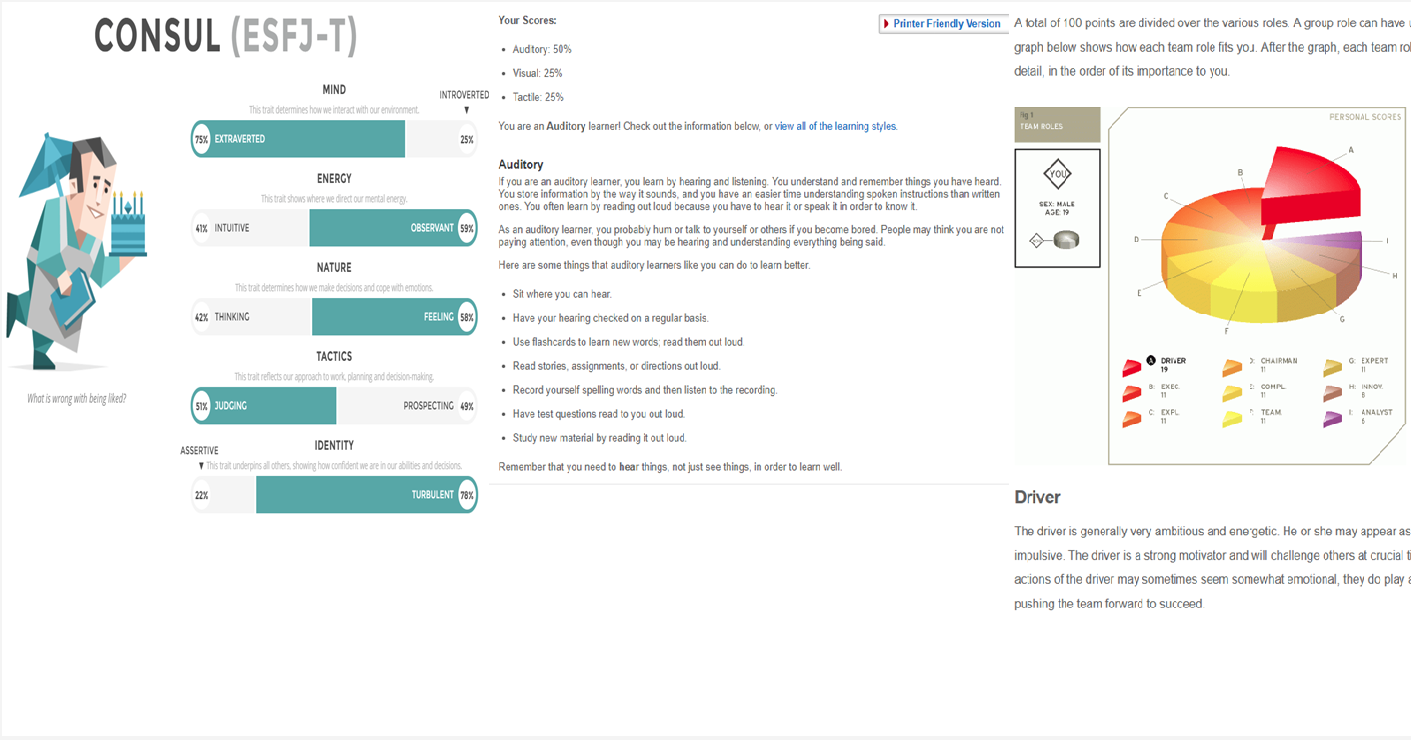 CONSUL (ESFJ-T)
MIND
INTROVERTED
This trait determines how we interact with our environment.
75% EXTRAVERTED 25%
ENERGY
This trait shows where we direct our mental energy.
41% INTUITIVE OBSERVANT 59%
NATURE
This trait determines how we make decisions and cope with emotions.
42% THINKING FEELING 58%
TACTICS
This trait reflects our approach to work, planning and decision-making.
51% JUDGING PROSPECTING 49%
IDENTITY
ASSERTIVE
This trait underpins all others, showing how confident we are in our abilities and decisions.
22% TURBULENT 78%
What is wrong with being liked?
Your Scores:
Printer Friendly Version
• Auditory: 50%
• Visual: 25%
• Tactile: 25%
You are an Auditory learner! Check out the information below, or view all of the learning styles.
Auditory
If you are an auditory learner, you learn by hearing and listening. You understand and remember things you have heard.
You store information by the way it sounds, and you have an easier time understanding spoken instructions than written
ones. You often learn by reading out loud because you have to hear it or speak it in order to know it.
As an auditory learner, you probably hum or talk to yourself or others if you become bored. People may think you are not
paying attention, even though you may be hearing and understanding everything being said.
Here are some things that auditory learners like you can do to learn better.
• Sit where you can hear.
• Have your hearing checked on a regular basis.
• Use flashcards to learn new words; read them out loud.
• Read stories, assignments, or directions out loud.
• Record yourself spelling words and then listen to the recording.
• Have test questions read to you out loud.
• Study new material by reading it out loud.
Remember that you need to hear things, not just see things, in order to learn well.
A total of 100 points are divided over the various roles. A group role can have
graph below shows how each team role fits you. After the graph, each team rol
detail, in the order of its importance to you.
Fig 1
TEAM ROLES
PERSONAL SCORES
YOU
SEX: MALE
AGE: 19
A
B
C
D
E
F
G
H
I
A DRIVER
19
D: CHAIRMAN
11
G: EXPERT
11
B: EXEC.
11
E: COMPL.
11
H: INNOV.
8
C: EXPL.
11
F: TEAM
11
I: ANALYST
Driver
The driver is generally very ambitious and energetic. He or she may appear as
impulsive. The driver is a strong motivator and will challenge others at crucial ti
actions of the driver may sometimes seem somewhat emotional, they do play a
pushing the team forward to succeed.